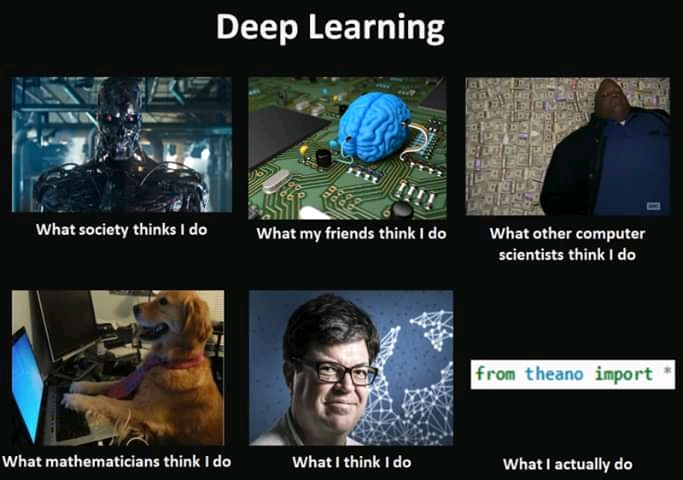 Deep Learning
What society thinks I do
What my friends think I do
What other computer
scientists think I do
What mathematicians think I do
What I think I do
from theano import *
What I actually do